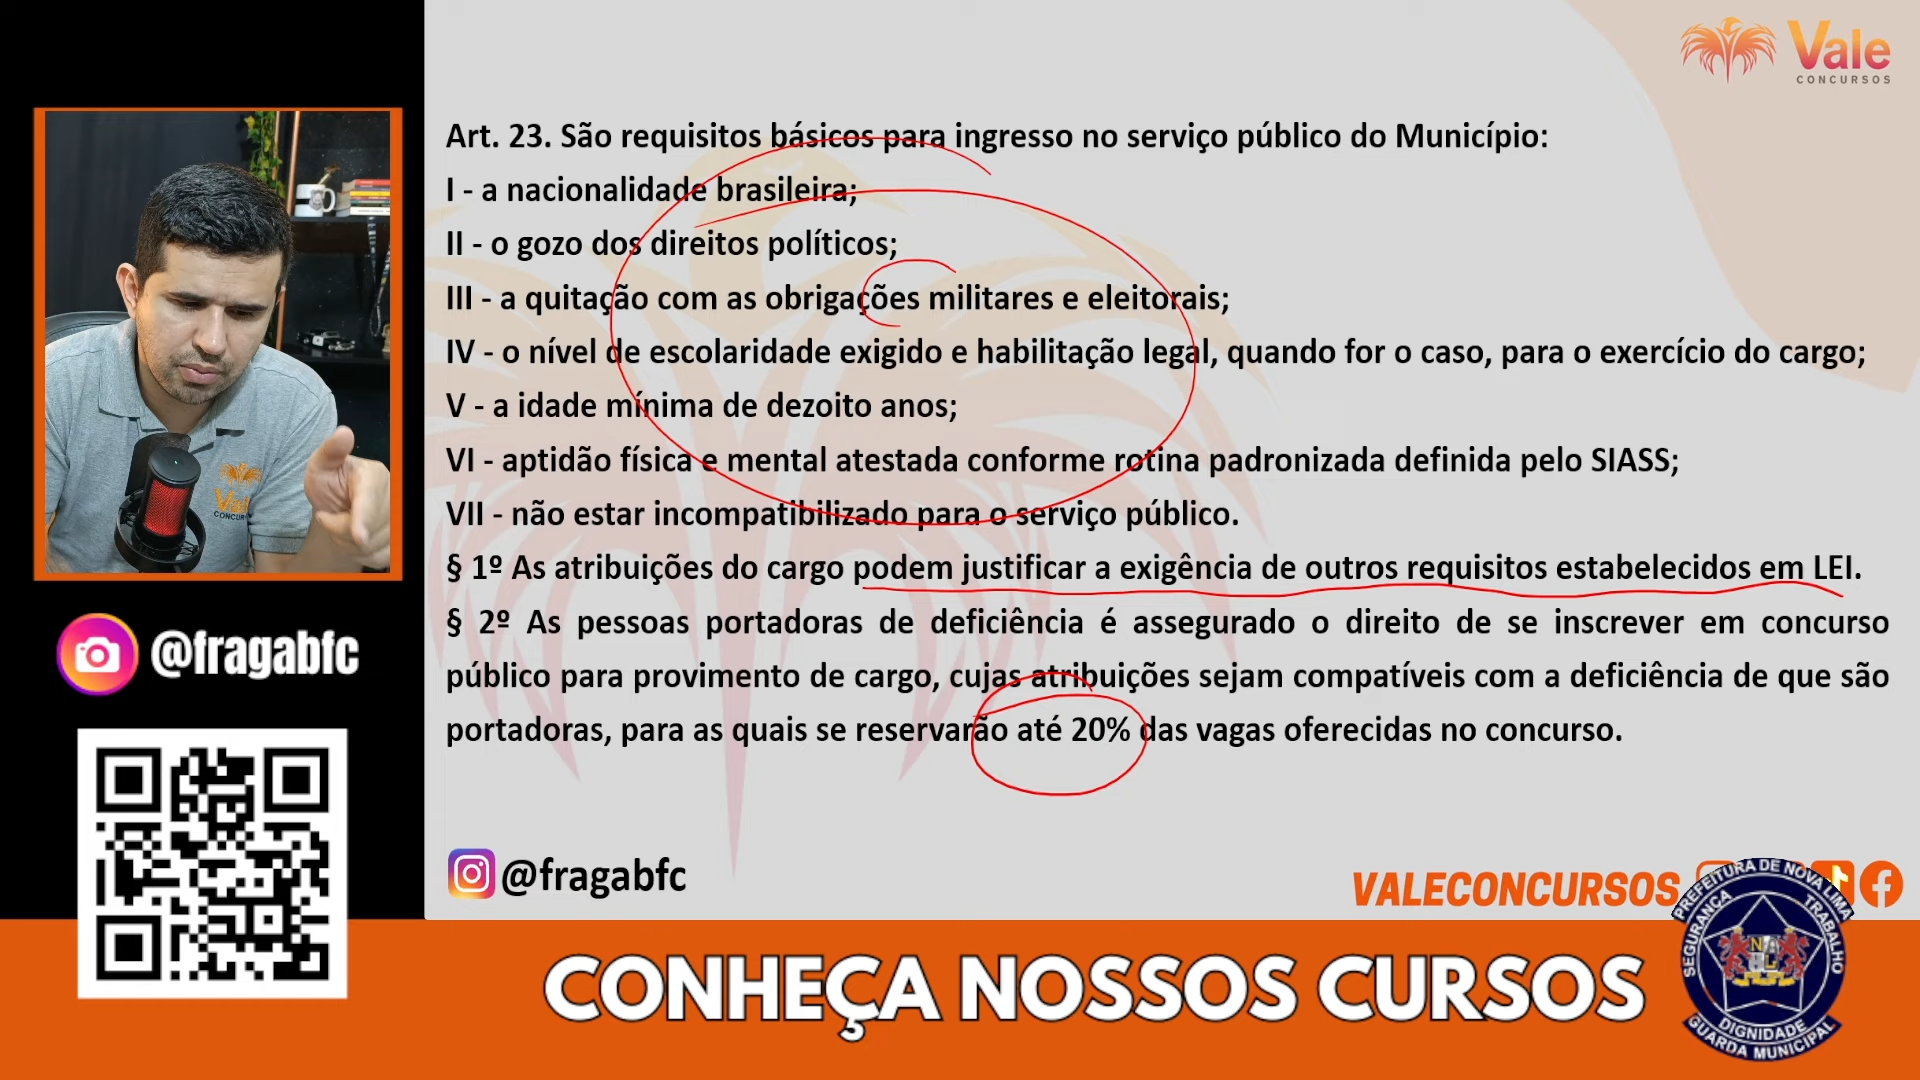 Vale
CONCURSOS
Art. 23. São requisitos básicos para ingresso no serviço público do Município:
I - a nacionalidade brasileira;
II - o gozo dos direitos políticos;
III - a quitação com as obrigações militares e eleitorais;
IV - o nível de escolaridade exigido e habilitação legal, quando for o caso, para o exercício do cargo;
V - a idade mínima de dezoito anos;
VI - aptidão física e mental atestada conforme rotina padronizada definida pelo SIASS;
VII - não estar incompatibilizado para o serviço público.
§ 1º As atribuições do cargo podem justificar a exigência de outros requisitos estabelecidos em LEI.
§ 2º As pessoas portadoras de deficiência é assegurado o direito de se inscrever em concurso
público para provimento de cargo, cujas atribuições sejam compatíveis com a deficiência de que são
portadoras, para as quais se reservarão até 20% das vagas oferecidas no concurso.
@fragabfc
@fragabfc
VALECONCURSOS
PREFEITURA DE NOVA LIMA
SEGURANÇA
TRABALHO
DIGNIDADE
GUARDA MUNICIPAL
CONHEÇA NOSSOS CURSOS